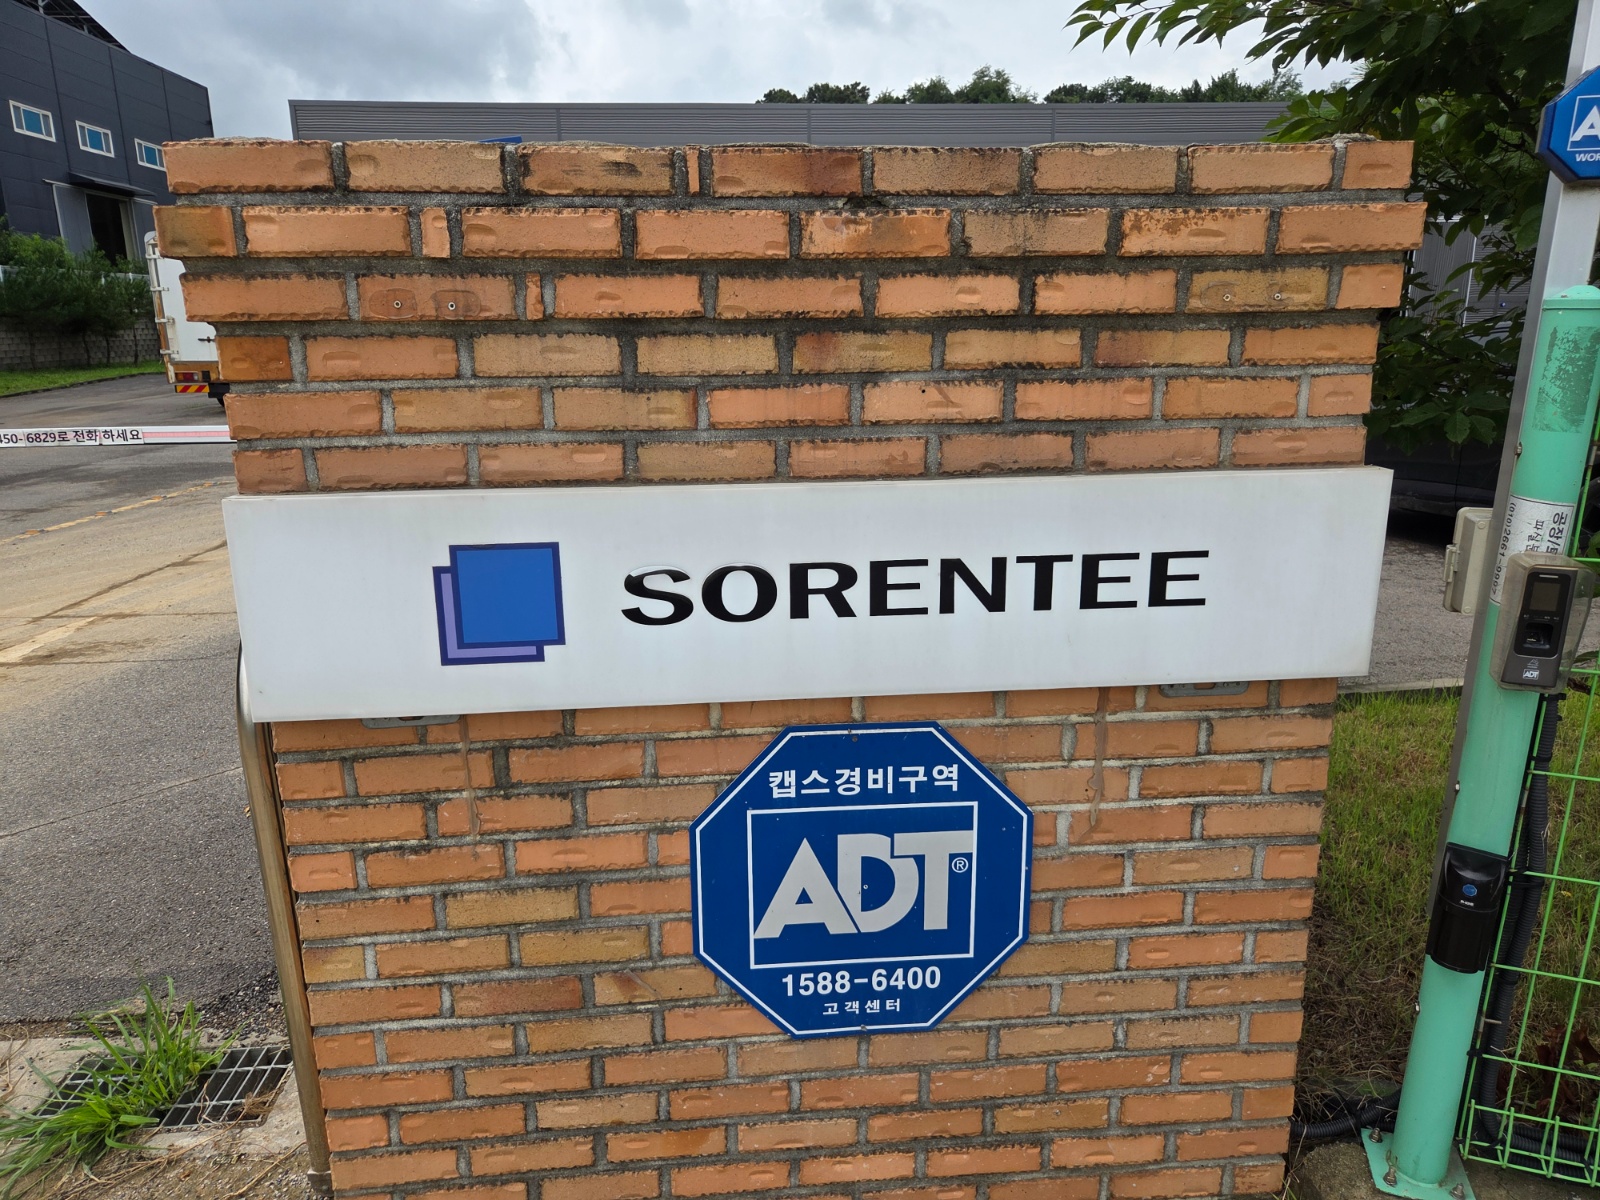 450-6829로 전화 하세요
SORENTEE
캡스경비구역
ADT®
1588-6400
고객센터
ADT